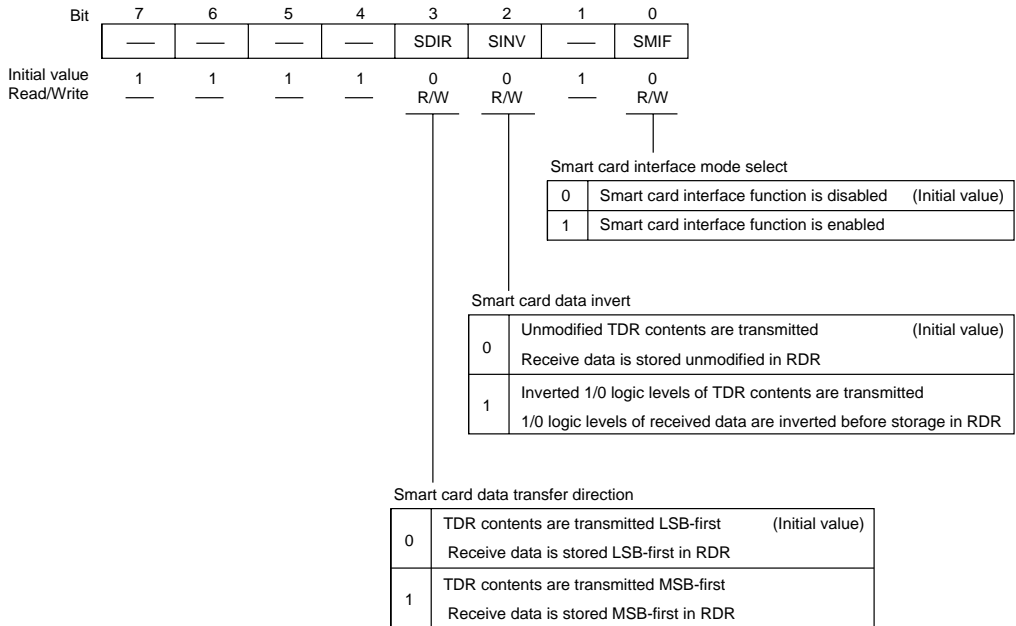 Bit 7 6 5 4 3 2 1 0
— — — — SDIR SINV — SMIF
Initial value 1 1 1 1 0 0 1 0
Read/Write — — — — R/W R/W — R/W
Smart card interface mode select
0 Smart card interface function is disabled (Initial value)
1 Smart card interface function is enabled
Smart card data invert
0 Unmodified TDR contents are transmitted (Initial value)
Receive data is stored unmodified in RDR
1 Inverted 1/0 logic levels of TDR contents are transmitted
1/0 logic levels of received data are inverted before storage in RDR
Smart card data transfer direction
0 TDR contents are transmitted LSB-first (Initial value)
Receive data is stored LSB-first in RDR
1 TDR contents are transmitted MSB-first
Receive data is stored MSB-first in RDR